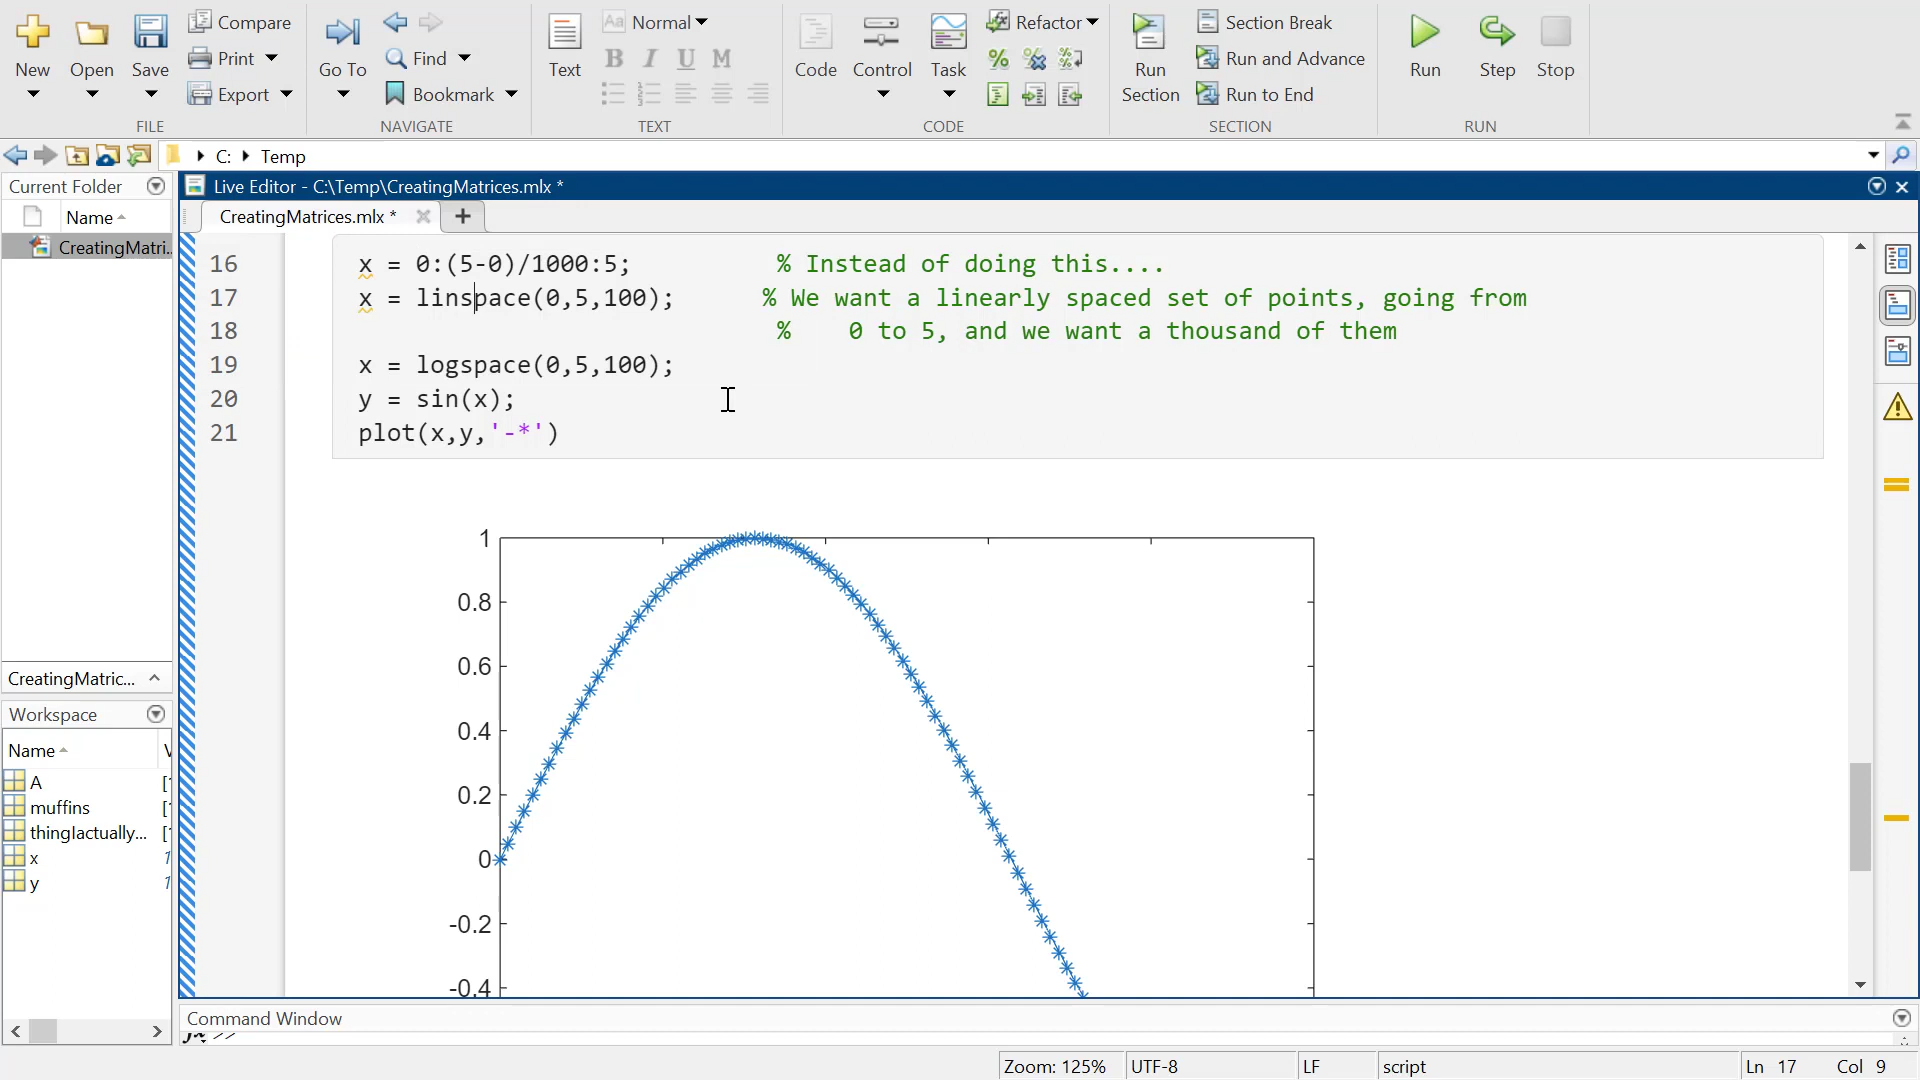 New
Open
Save
Compare
Print
Export
FILE
Go To
Find
Bookmark
NAVIGATE
Text
Aa Normal
B I U M
TEXT
Code
Control
Task
Refactor
CODE
Run Section
Section Break
Run and Advance
Run to End
SECTION
Run
Step
Stop
RUN
C: Temp
Current Folder
Name
CreatingMatri...
Live Editor - C:\Temp\CreatingMatrices.mlx *
CreatingMatrices.mlx *
16 x = 0:(5-0)/1000:5; % Instead of doing this....
17 x = linspace(0,5,100); % We want a linearly spaced set of points, going from
18 % 0 to 5, and we want a thousand of them
19 x = logspace(0,5,100);
20 y = sin(x);
21 plot(x,y,'-*')
1
0.8
0.6
0.4
0.2
0
-0.2
-0.4
CreatingMatric...
Workspace
Name
A
muffins
thingIactually...
x
y
Command Window
fx >>
Zoom: 125% UTF-8 LF script Ln 17 Col 9